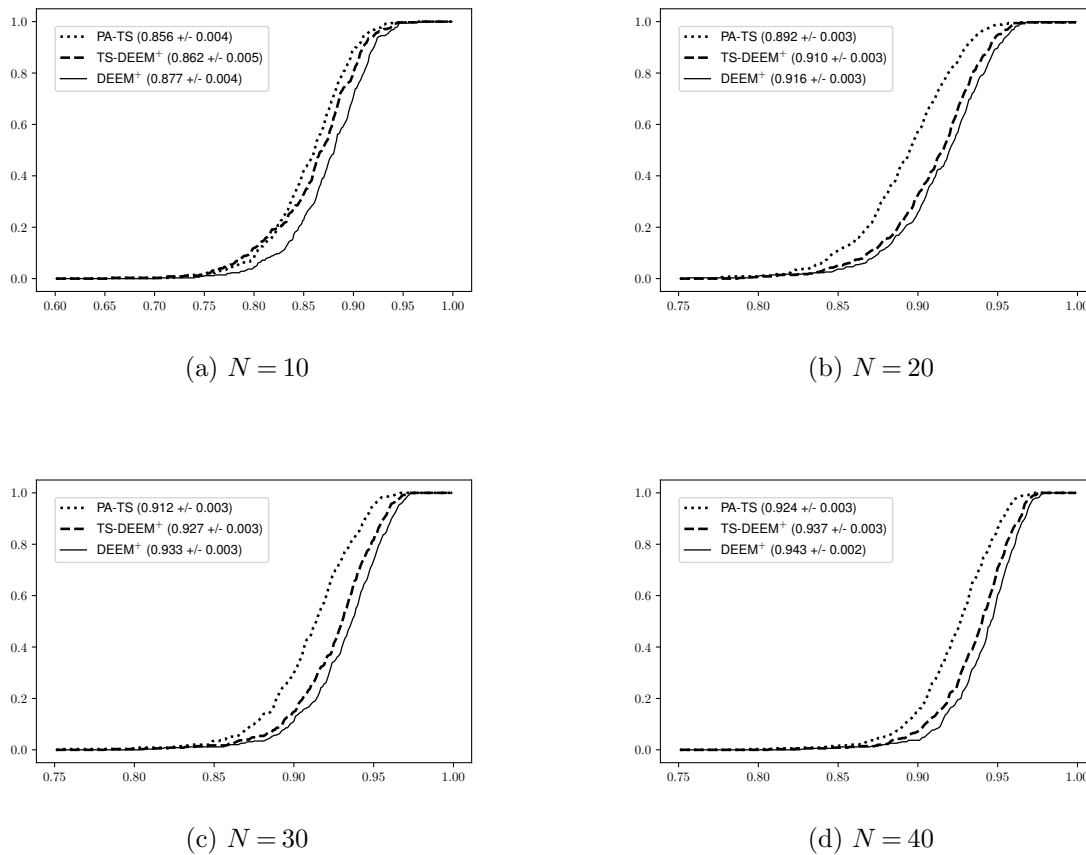 1.0
0.8
0.6
0.4
0.2
0.0
PA-TS (0.856 +/- 0.004)
TS-DEEM⁺ (0.862 +/- 0.005)
DEEM⁺ (0.877 +/- 0.004)
0.60 0.65 0.70 0.75 0.80 0.85 0.90 0.95 1.00
(a) N = 10
1.0
0.8
0.6
0.4
0.2
0.0
PA-TS (0.892 +/- 0.003)
TS-DEEM⁺ (0.910 +/- 0.003)
DEEM⁺ (0.916 +/- 0.003)
0.75 0.80 0.85 0.90 0.95 1.00
(b) N = 20
1.0
0.8
0.6
0.4
0.2
0.0
PA-TS (0.912 +/- 0.003)
TS-DEEM⁺ (0.927 +/- 0.003)
DEEM⁺ (0.933 +/- 0.003)
0.75 0.80 0.85 0.90 0.95 1.00
(c) N = 30
1.0
0.8
0.6
0.4
0.2
0.0
PA-TS (0.924 +/- 0.003)
TS-DEEM⁺ (0.937 +/- 0.003)
DEEM⁺ (0.943 +/- 0.002)
0.75 0.80 0.85 0.90 0.95 1.00
(d) N = 40